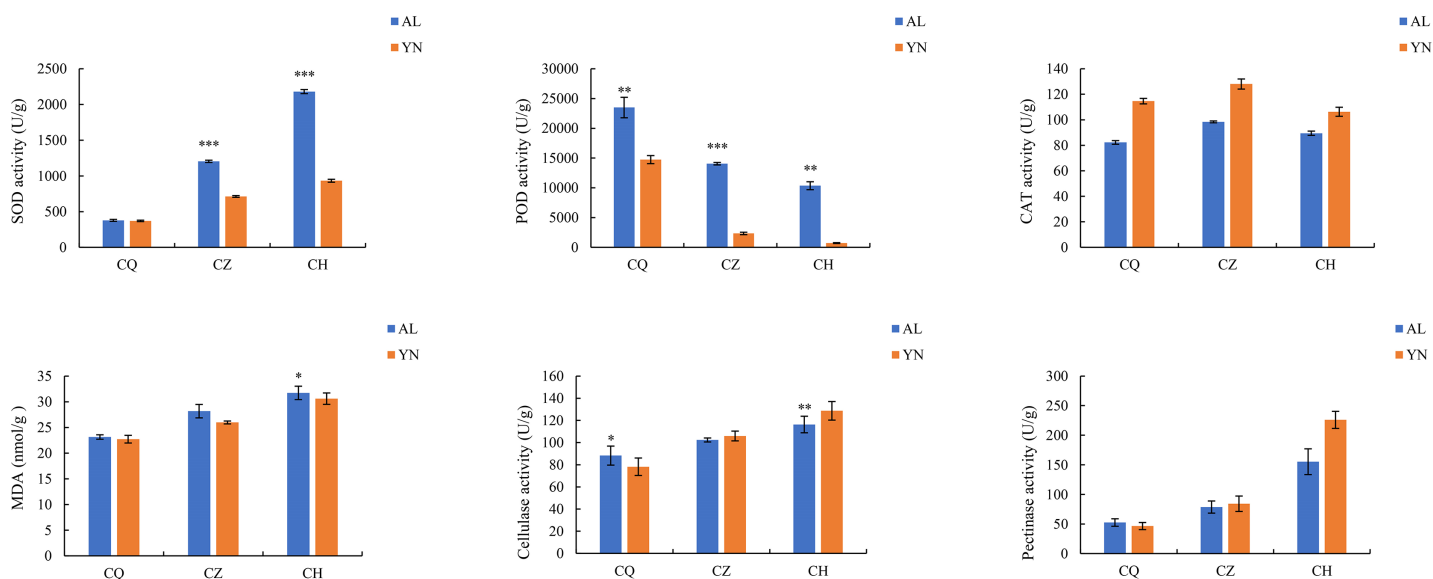 AL
YN
SOD activity (U/g)
2500
2000
1500
1000
500
0
***
***
CQ
CZ
CH
AL
YN
POD activity (U/g)
30000
25000
20000
15000
10000
5000
0
**
***
**
CQ
CZ
CH
AL
YN
CAT activity (U/g)
140
120
100
80
60
40
20
0
CQ
CZ
CH
AL
YN
MDA (nmol/g )
35
30
25
20
15
10
5
0
*
CQ
CZ
CH
AL
YN
Cellulase activity (U/g)
160
140
120
100
80
60
40
20
0
*
**
CQ
CZ
CH
AL
YN
Pectinase activity (U/g)
300
250
200
150
100
50
0
CQ
CZ
CH